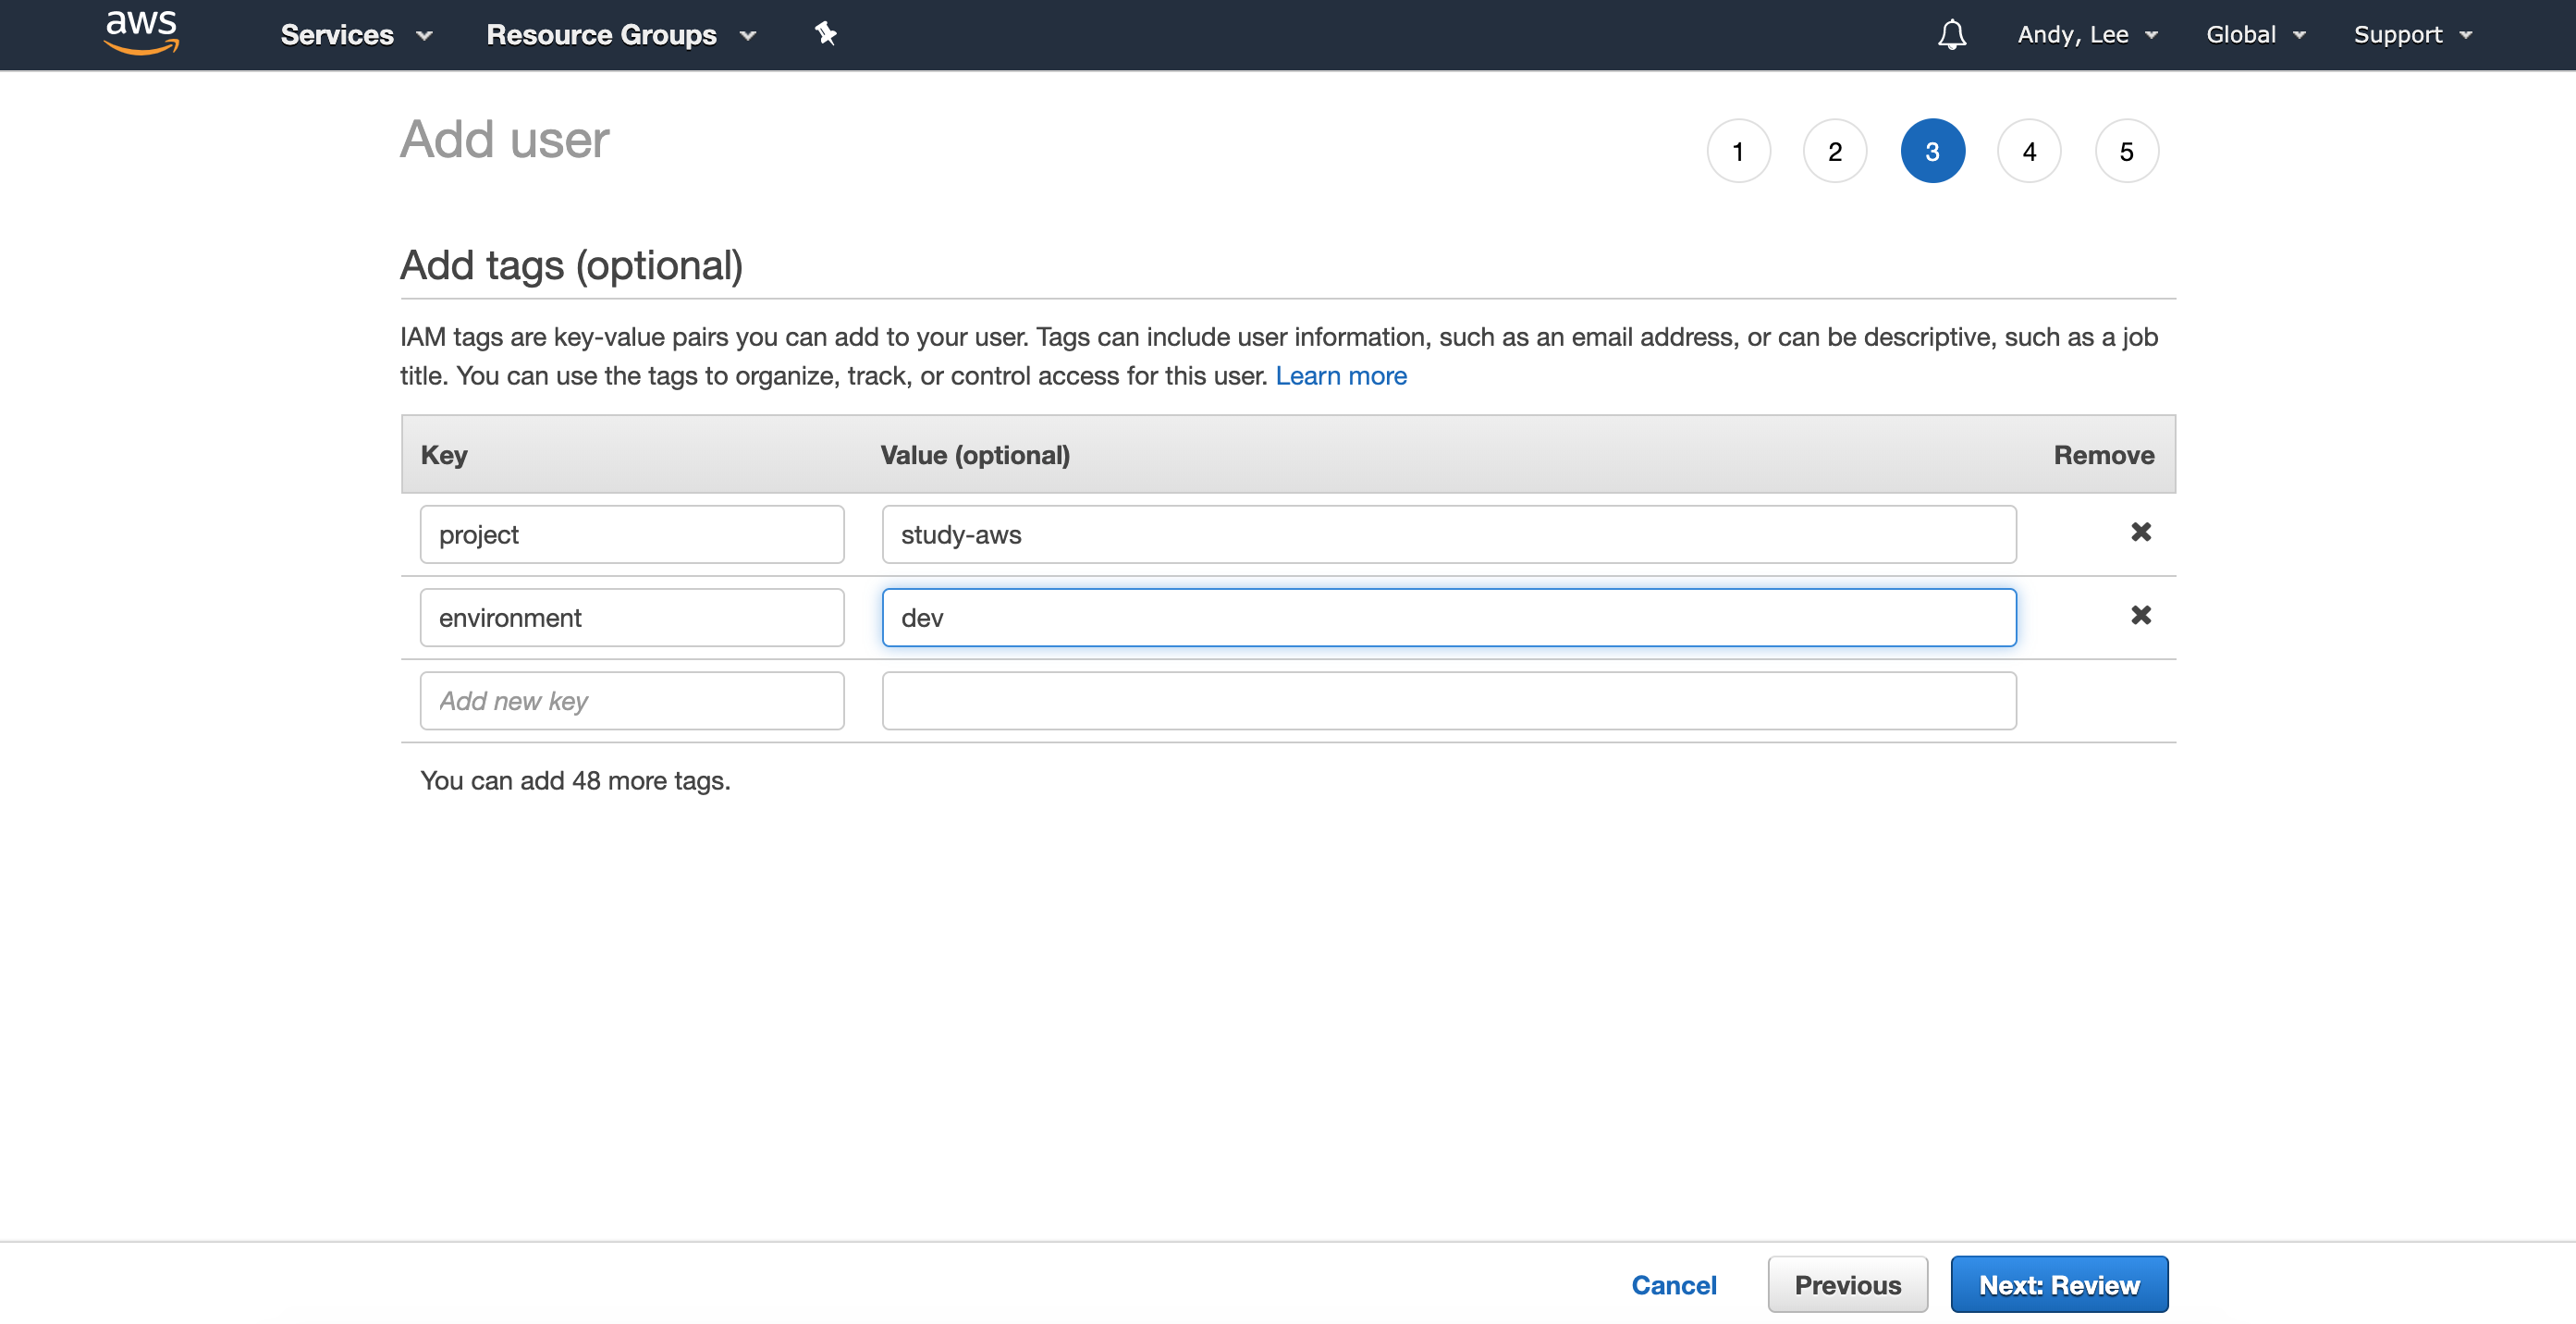 aws Services Resource Groups Andy, Lee Global Support
Add user 1 2 3 4 5
Add tags (optional)
IAM tags are key-value pairs you can add to your user. Tags can include user information, such as an email address, or can be descriptive, such as a job
title. You can use the tags to organize, track, or control access for this user. Learn more
Key Value (optional) Remove
project study-aws
environment dev
Add new key
You can add 48 more tags.
Cancel Previous Next: Review